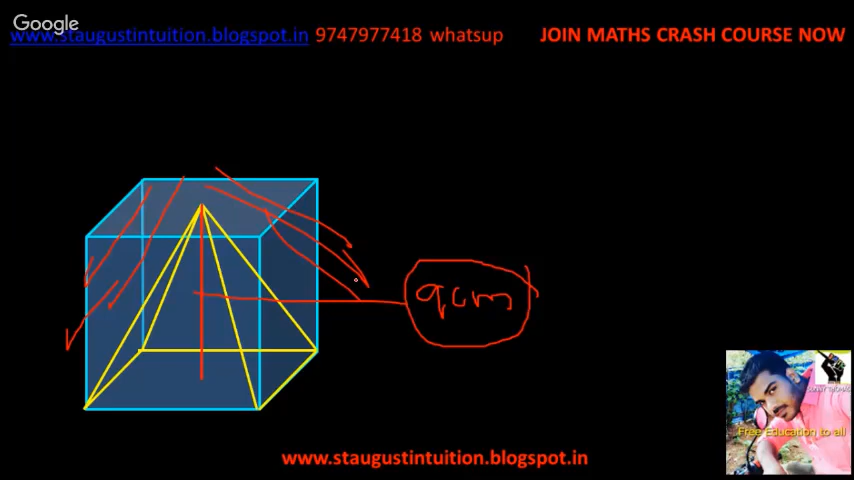 Google
www.staugustintuition.blogspot.in 9747977418 whatsup JOIN MATHS CRASH COURSE NOW
9cm
Free Education to all
www.staugustintuition.blogspot.in